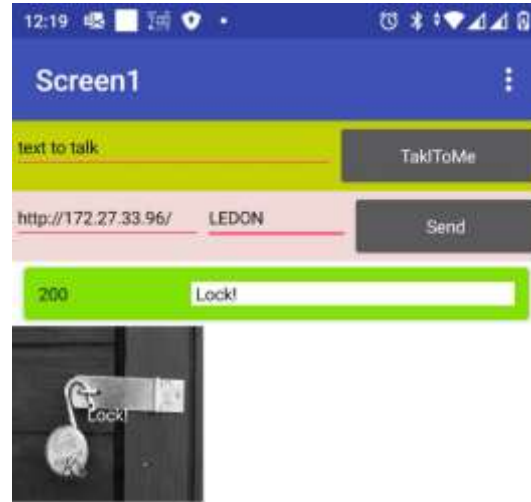 12:19
Screen1
text to talk
TaklToMe
http://172.27.33.96/ LEDON Send
200 Lock!
Lock!